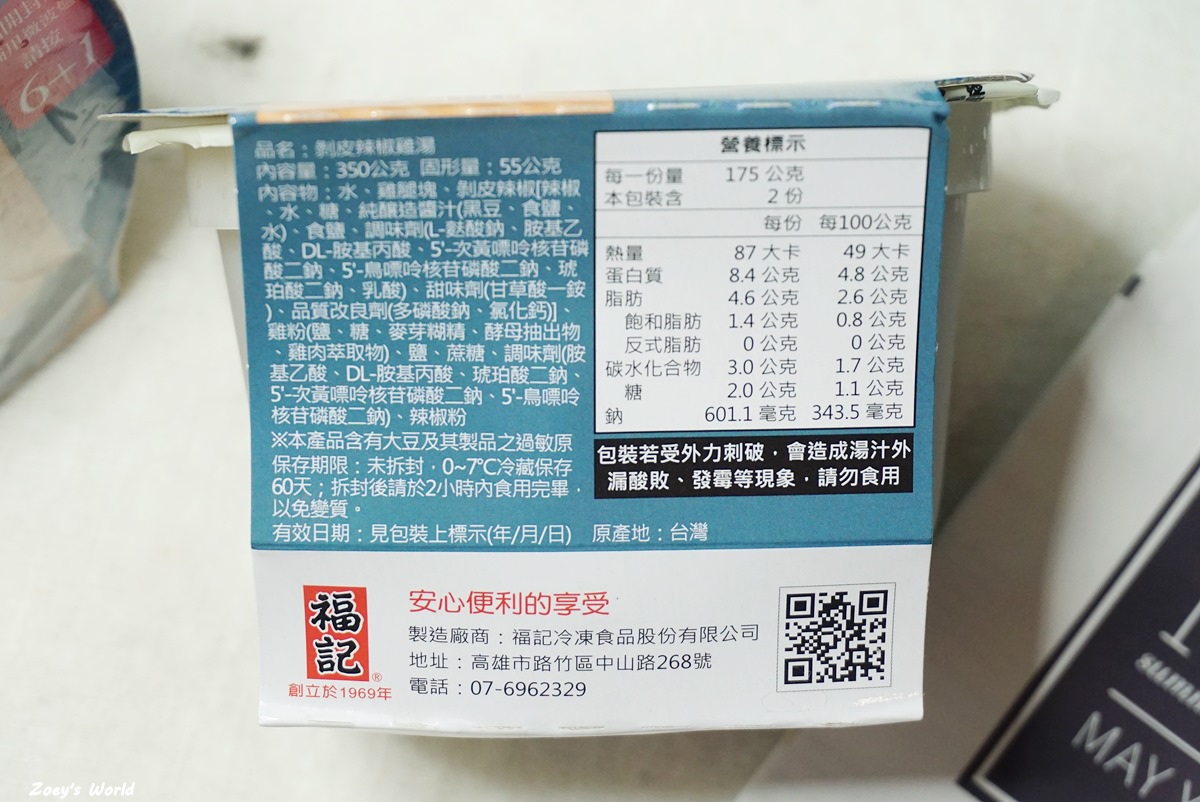 6+1
品名：剝皮辣椒雞湯
內容量：350公克 固形量：55公克
內容物：水、雞腿塊、剝皮辣椒[辣椒
、水、糖、純釀造醬汁(黑豆、食鹽、
水)、食鹽、調味劑(L-麩酸鈉、胺基乙
酸、DL-胺基丙酸、5'-次黃嘌呤核苷磷
酸二鈉、5'-鳥嘌呤核苷磷酸二鈉、琥
珀酸二鈉、乳酸)、甜味劑(甘草酸一銨
)、品質改良劑(多磷酸鈉、氯化鈣)]、
雞粉(鹽、糖、麥芽糊精、酵母抽出物
、雞肉萃取物)、鹽、蔗糖、調味劑(胺
基乙酸、DL-胺基丙酸、琥珀酸二鈉、
5'-次黃嘌呤核苷磷酸二鈉、5'-鳥嘌呤
核苷磷酸二鈉)、辣椒粉
※本產品含有大豆及其製品之過敏原
保存期限：未拆封，0~7℃冷藏保存
60天；拆封後請於2小時內食用完畢，
以免變質。
有效日期：見包裝上標示(年/月/日) 原產地：台灣
營養標示
每一份量 175 公克
本包裝含 2 份
每份 每100公克
熱量 87 大卡 49 大卡
蛋白質 8.4 公克 4.8 公克
脂肪 4.6 公克 2.6 公克
飽和脂肪 1.4 公克 0.8 公克
反式脂肪 0 公克 0 公克
碳水化合物 3.0 公克 1.7 公克
糖 2.0 公克 1.1 公克
鈉 601.1 毫克 343.5 毫克
包裝若受外力刺破，會造成湯汁外
漏酸敗、發霉等現象，請勿食用
福記®
創立於1969年
安心便利的享受
製造廠商：福記冷凍食品股份有限公司
地址：高雄市路竹區中山路268號
電話：07-6962329
MAY
Zoey's World